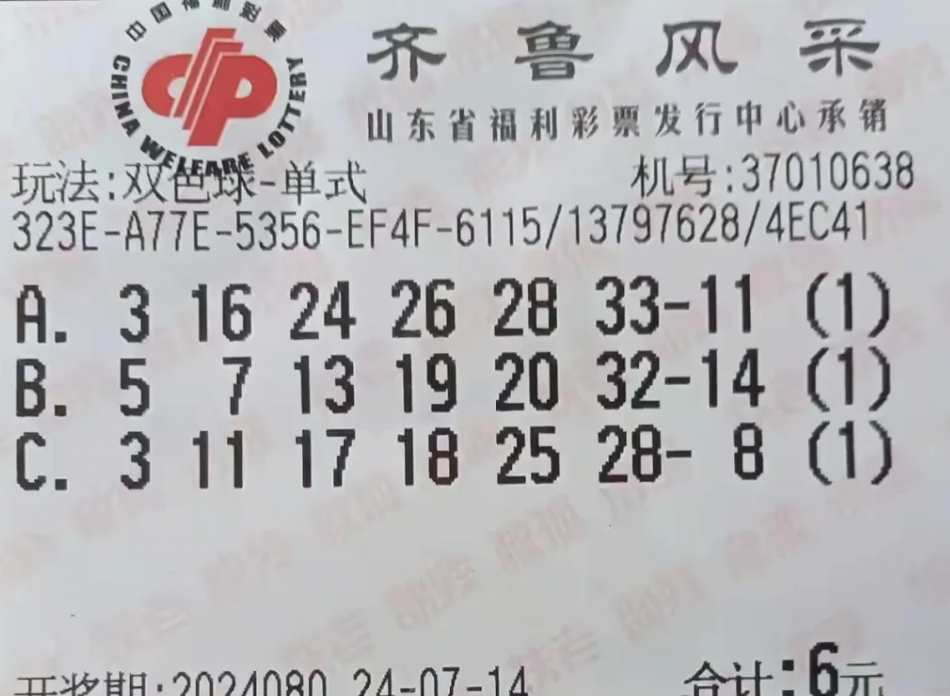 中国福利彩票
CHINA WELFARE LOTTERY
齐鲁风采
山东省福利彩票发行中心承销
玩法:双色球-单式 机号:37010638
323E-A77E-5356-EF4F-6115/13797628/4EC41
A. 3 16 24 26 28 33-11 (1)
B. 5 7 13 19 20 32-14 (1)
C. 3 11 17 18 25 28- 8 (1)
开奖期:2024080 24-07-14 合计:6元